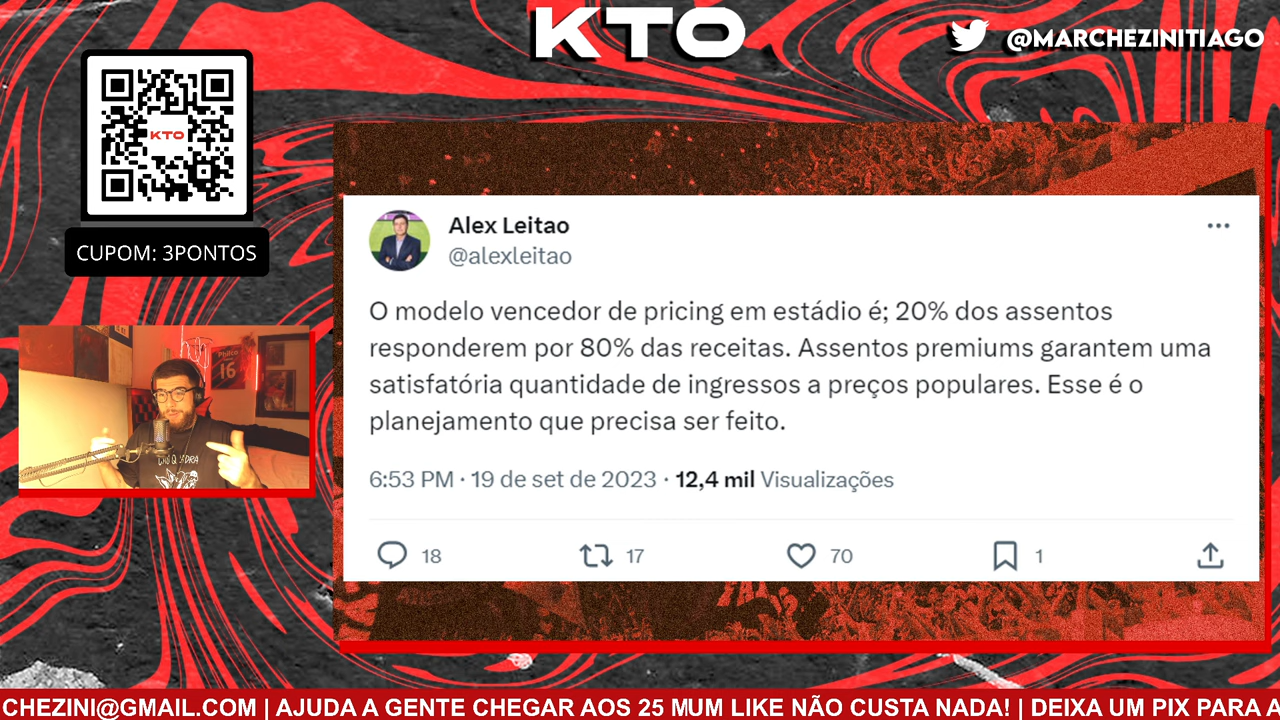 KTO
@MARCHEZINITIAGO
KTO
CUPOM: 3PONTOS
Alex Leitao
@alexleitao
O modelo vencedor de pricing em estádio é; 20% dos assentos
responderem por 80% das receitas. Assentos premiums garantem uma
satisfatória quantidade de ingressos a preços populares. Esse é o
planejamento que precisa ser feito.
6:53 PM · 19 de set de 2023 · 12,4 mil Visualizações
18 17 70 1
Philco
16
CHEZINI@GMAIL.COM | AJUDA A GENTE CHEGAR AOS 25 MUM LIKE NÃO CUSTA NADA! | DEIXA UM PIX PARA A